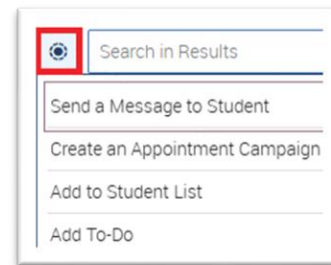 Search in Results
Send a Message to Student
Create an Appointment Campaign
Add to Student List
Add To-Do